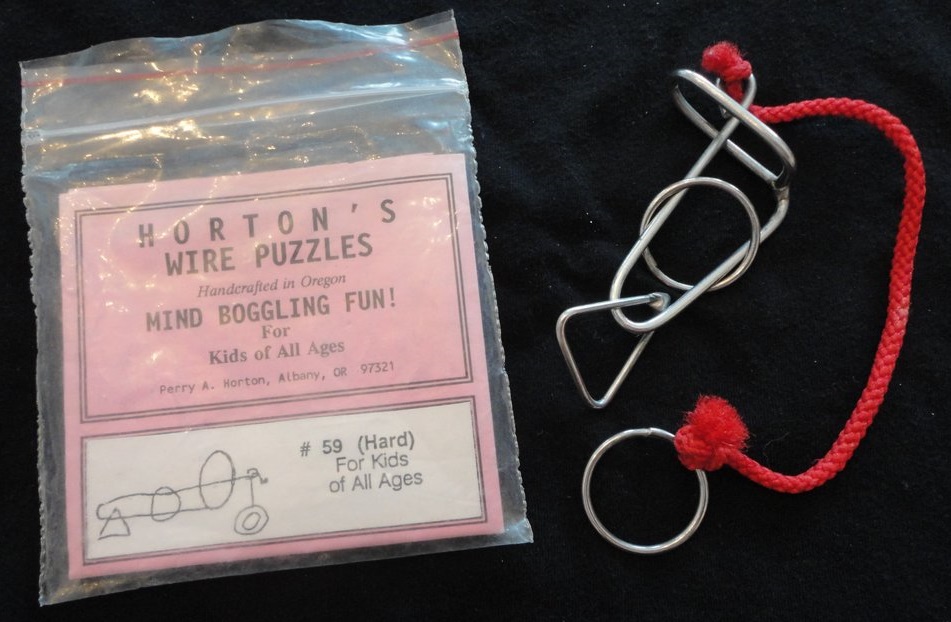 HORTON'S
WIRE PUZZLES
Handcrafted in Oregon
MIND BOGGLING FUN!
For
Kids of All Ages
Perry A. Horton, Albany, OR 97321
# 59 (Hard)
For Kids
of All Ages